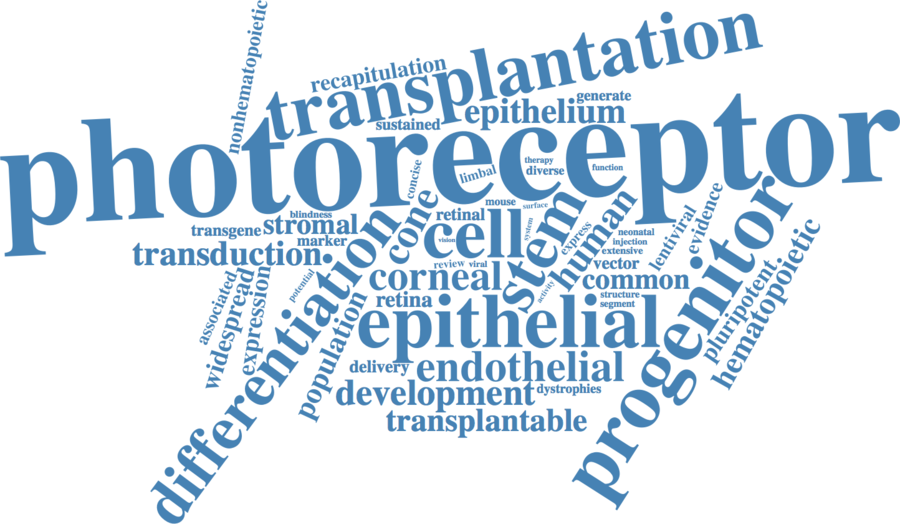 nonhematopoietic
transplantation
recapitulation
generate
epithelium
sustained
photoreceptor
therapy
diverse
function
limbal
concise
mouse
surface
blindness
retinal
cone
stromal
transgene
marker
cell
system
vision
stem
express
human
neonatal
injection
extensive
lentiviral
evidence
transduction.
review
viral
vector
corneal
common
activity
potential
associated
widespread
expression
differentiation
population
retina
structure
segment
epithelial
progenitor
pluripotent
hematopoietic
delivery
endothelial
development
dystrophies
transplantable